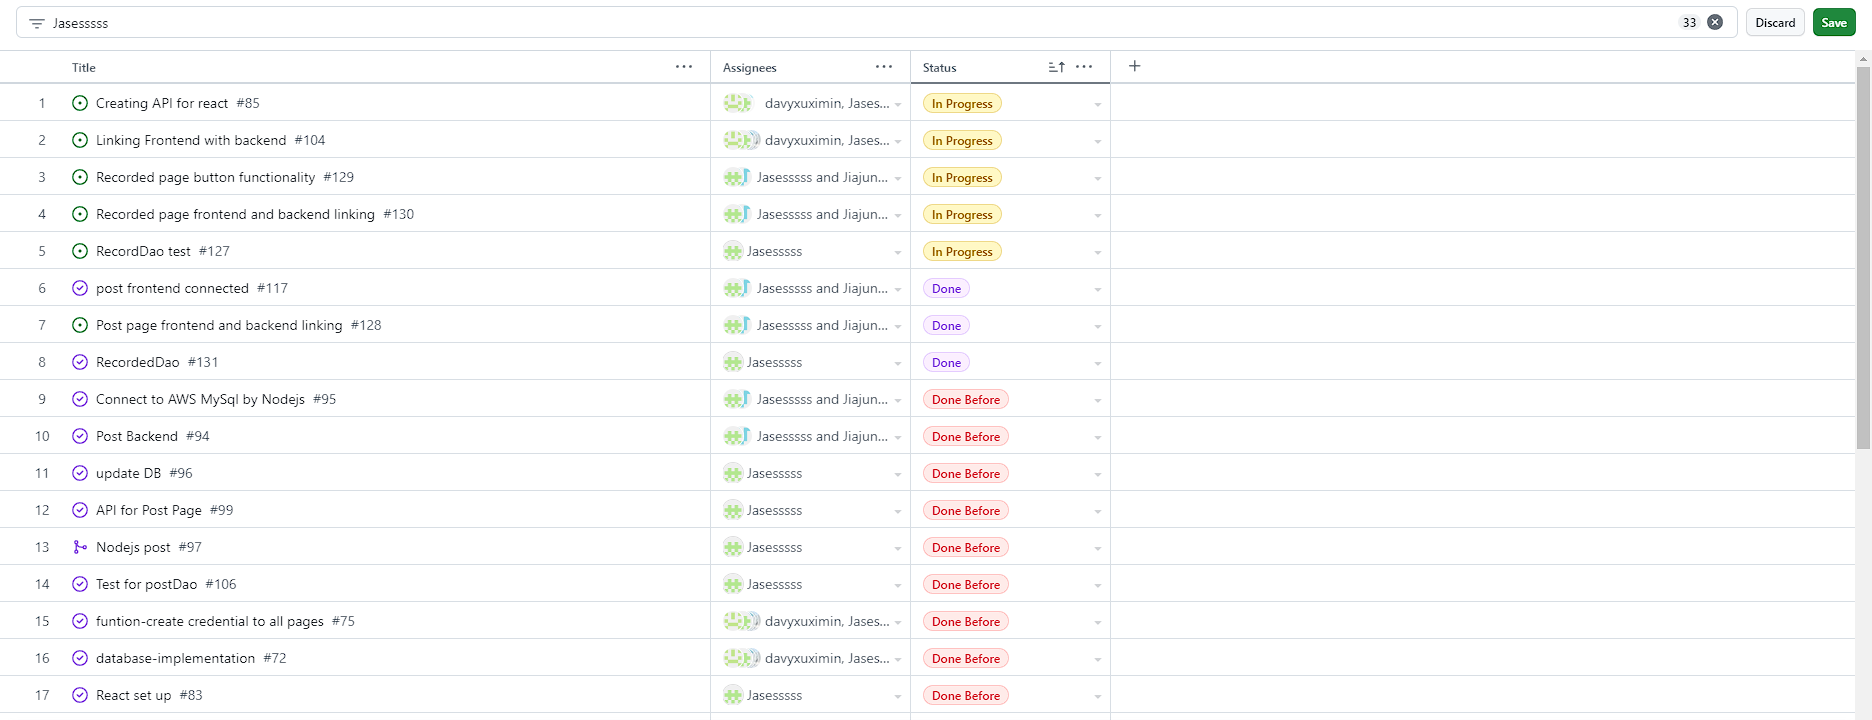 Jasesssss 33 Discard Save
Title ... Assignees ... Status ... +
1 Creating API for react #85 davyxuximin, Jases... In Progress
2 Linking Frontend with backend #104 davyxuximin, Jases... In Progress
3 Recorded page button functionality #129 Jasesssss and Jiajun... In Progress
4 Recorded page frontend and backend linking #130 Jasesssss and Jiajun... In Progress
5 RecordDao test #127 Jasesssss In Progress
6 post frontend connected #117 Jasesssss and Jiajun... Done
7 Post page frontend and backend linking #128 Jasesssss and Jiajun... Done
8 RecordedDao #131 Jasesssss Done
9 Connect to AWS MySql by Nodejs #95 Jasesssss and Jiajun... Done Before
10 Post Backend #94 Jasesssss and Jiajun... Done Before
11 update DB #96 Jasesssss Done Before
12 API for Post Page #99 Jasesssss Done Before
13 Nodejs post #97 Jasesssss Done Before
14 Test for postDao #106 Jasesssss Done Before
15 funtion-create credential to all pages #75 davyxuximin, Jases... Done Before
16 database-implementation #72 davyxuximin, Jases... Done Before
17 React set up #83 Jasesssss Done Before